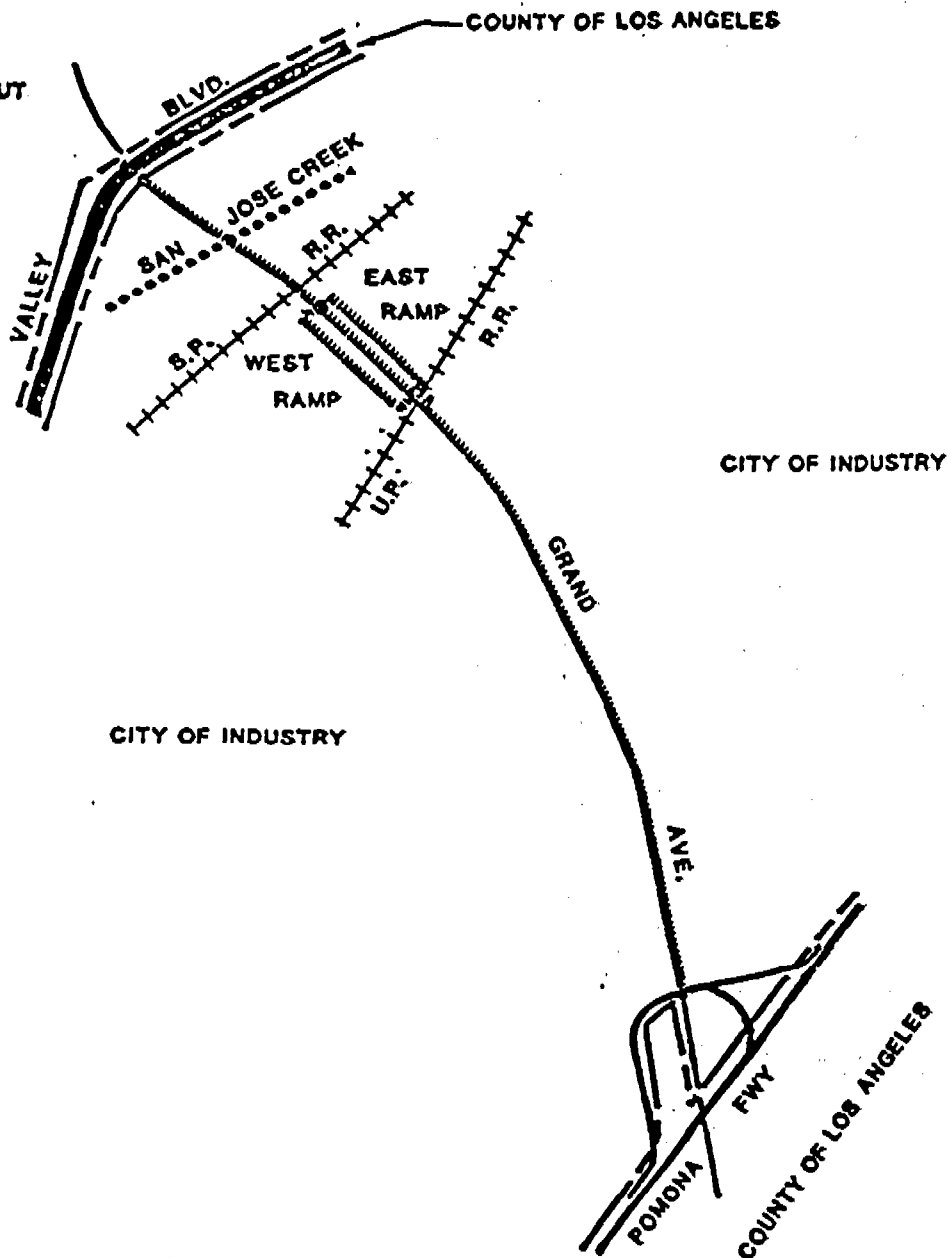 COUNTY OF LOS ANGELES
UT
BLVD.
VALLEY
SAN JOSE CREEK
S.P. R.R.
EAST
RAMP
WEST
RAMP
U.P. R.R.
CITY OF INDUSTRY
GRAND AVE.
CITY OF INDUSTRY
POMONA FWY
COUNTY OF LOS ANGELES